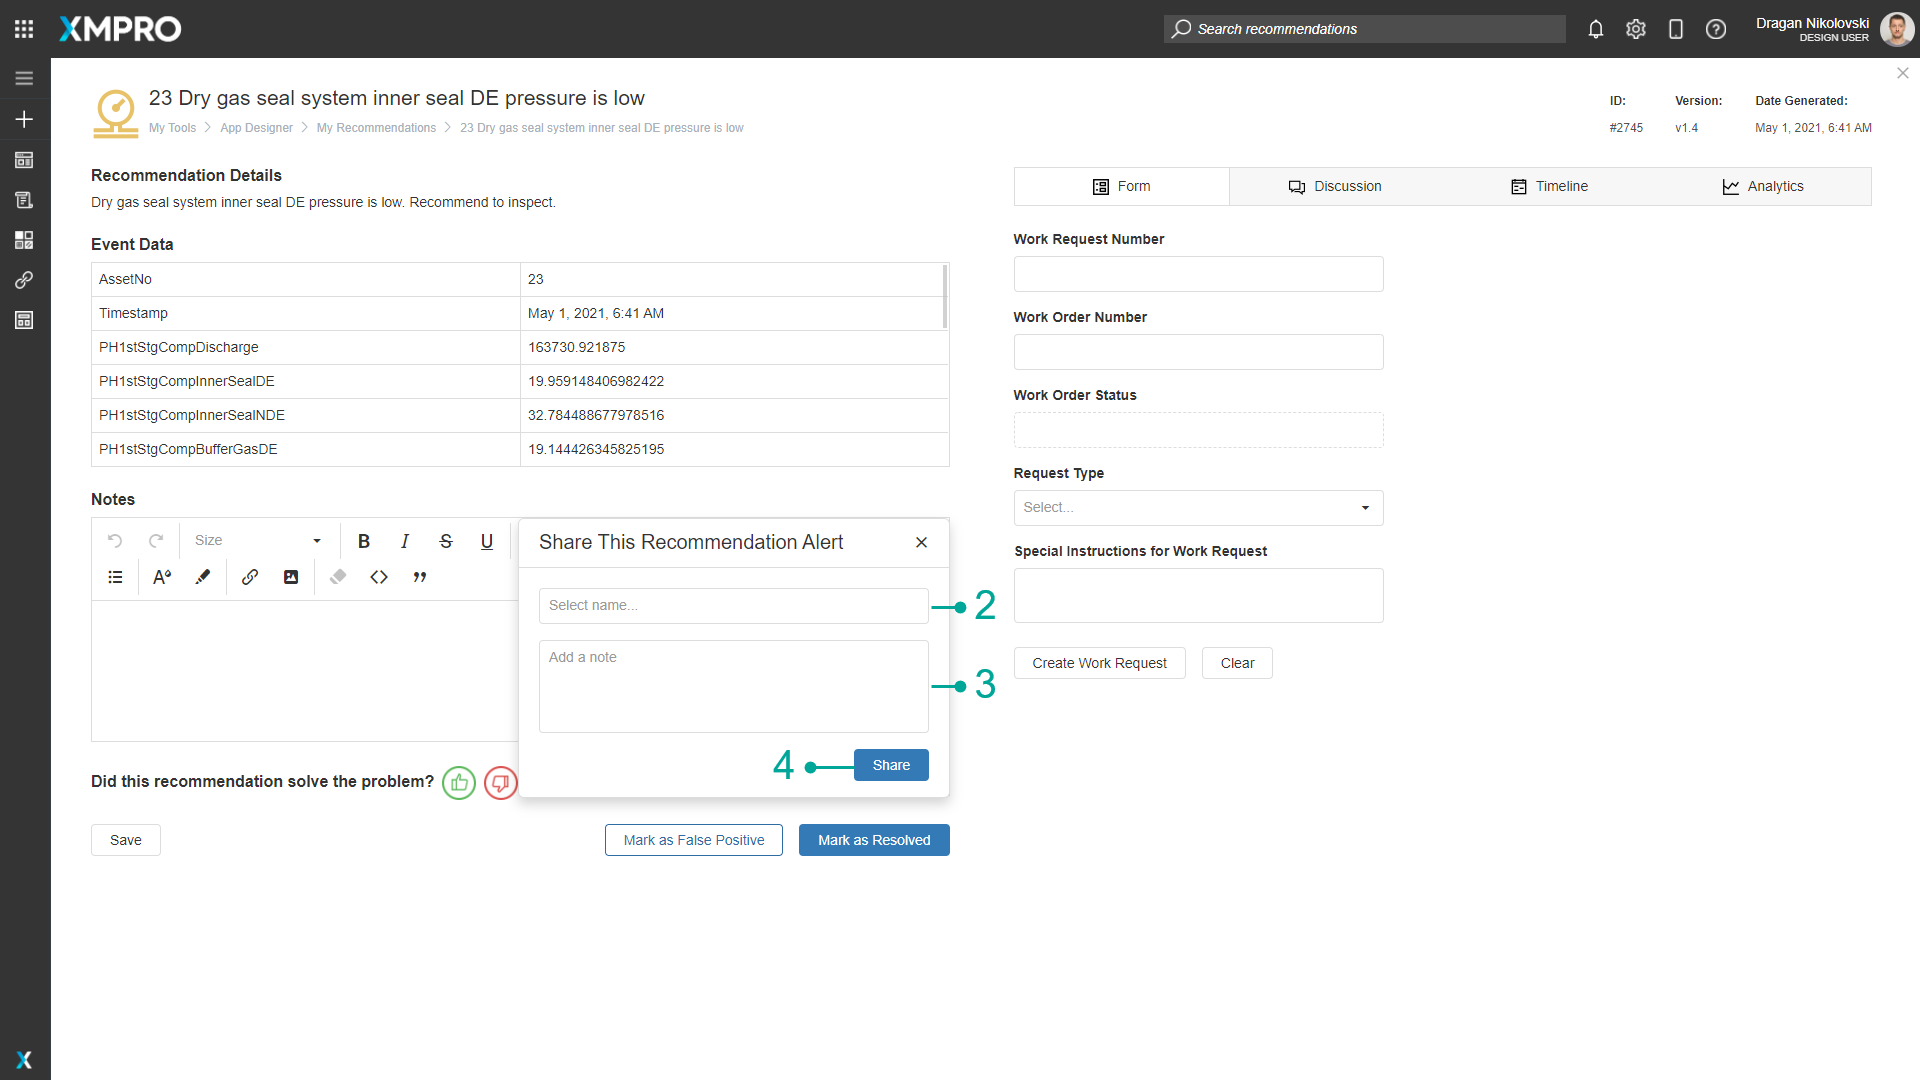 XMPRO
Search recommendations
Dragan Nikolovski
DESIGN USER
23 Dry gas seal system inner seal DE pressure is low
My Tools > App Designer > My Recommendations > 23 Dry gas seal system inner seal DE pressure is low
ID: Version: Date Generated:
#2745 v1.4 May 1, 2021, 6:41 AM
Recommendation Details
Dry gas seal system inner seal DE pressure is low. Recommend to inspect.
Event Data
AssetNo 23
Timestamp May 1, 2021, 6:41 AM
PH1stStgCompDischarge 163730.921875
PH1stStgCompInnerSealDE 19.959148406982422
PH1stStgCompInnerSealNDE 32.784488677978516
PH1stStgCompBufferGasDE 19.144426345825195
Notes
Size B I S U
Share This Recommendation Alert
Select name...
2
Add a note
3
4
Share
Did this recommendation solve the problem?
Save
Mark as False Positive
Mark as Resolved
Form Discussion Timeline Analytics
Work Request Number
Work Order Number
Work Order Status
Request Type
Select...
Special Instructions for Work Request
Create Work Request
Clear